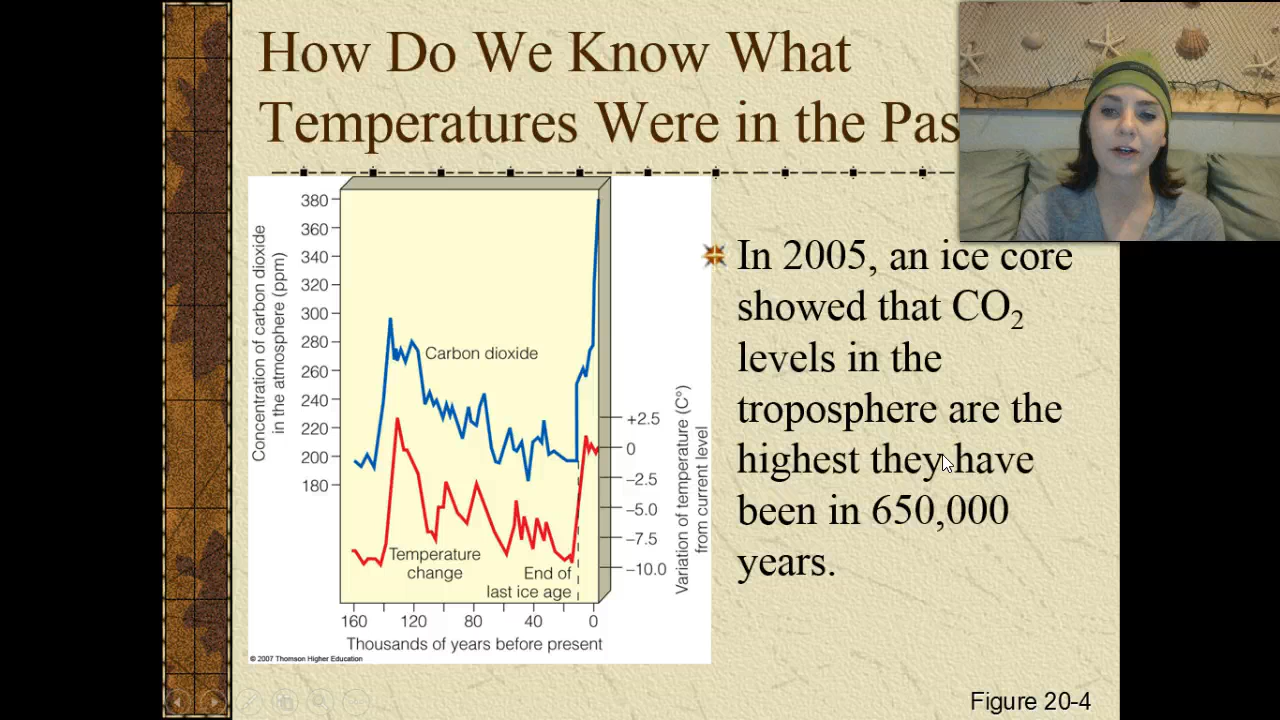 How Do We Know What
Temperatures Were in the Pas
In 2005, an ice core
showed that CO₂
levels in the
troposphere are the
highest they have
been in 650,000
years.
Concentration of carbon dioxide
in the atmosphere (ppm)
380
360
340
320
300
280
260
240
220
200
180
Carbon dioxide
Temperature
change
End of
last ice age
+2.5
0
−2.5
−5.0
−7.5
−10.0
Variation of temperature (C°)
from current level
160 120 80 40 0
Thousands of years before present
© 2007 Thomson Higher Education
Figure 20-4